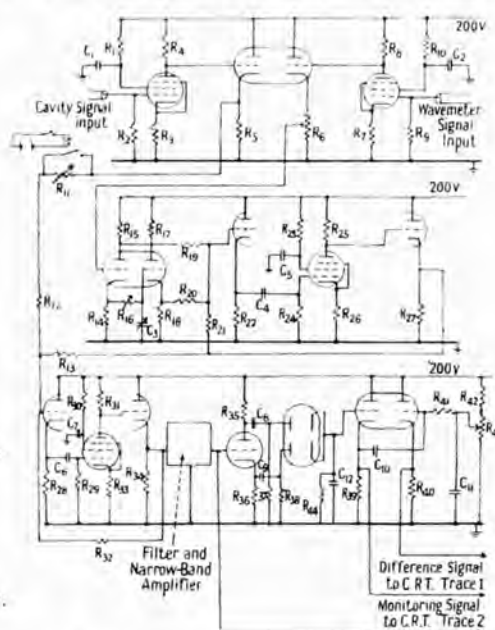 200V
R1
R4
R8
R10
C1
C2
Cavity Signal
input
Wavemeter
Signal
Input
R2
R3
R5
R6
R7
R9
R11
200V
R15
R17
R19
R23
R25
C5
R20
C4
R14
R16
C3
R18
R21
R22
R24
R26
R27
R12
R13
200V
R30
R31
R35
C8
R41
R42
C7
C6
C9
C10
C11
C12
R28
R29
R33
R34
R36
R38
R44
R39
R40
R32
Filter and
Narrow-Band
Amplifier
Difference Signal
to C.R.T. Trace 1
Monitoring Signal
to C.R.T. Trace 2